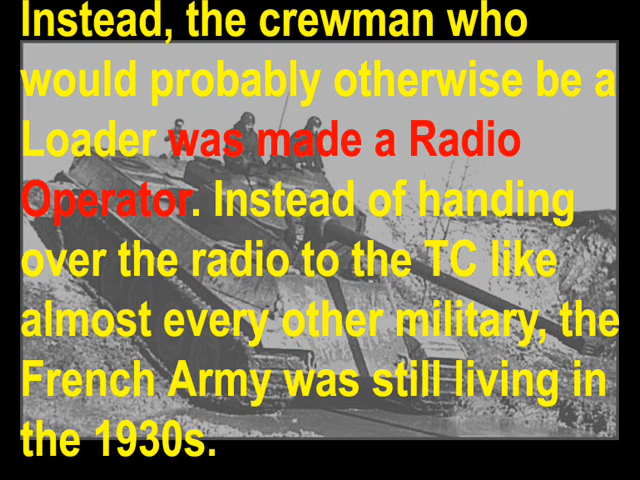 Instead, the crewman who
would probably otherwise be a
Loader was made a Radio
Operator. Instead of handing
over the radio to the TC like
almost every other military, the
French Army was still living in
the 1930s.